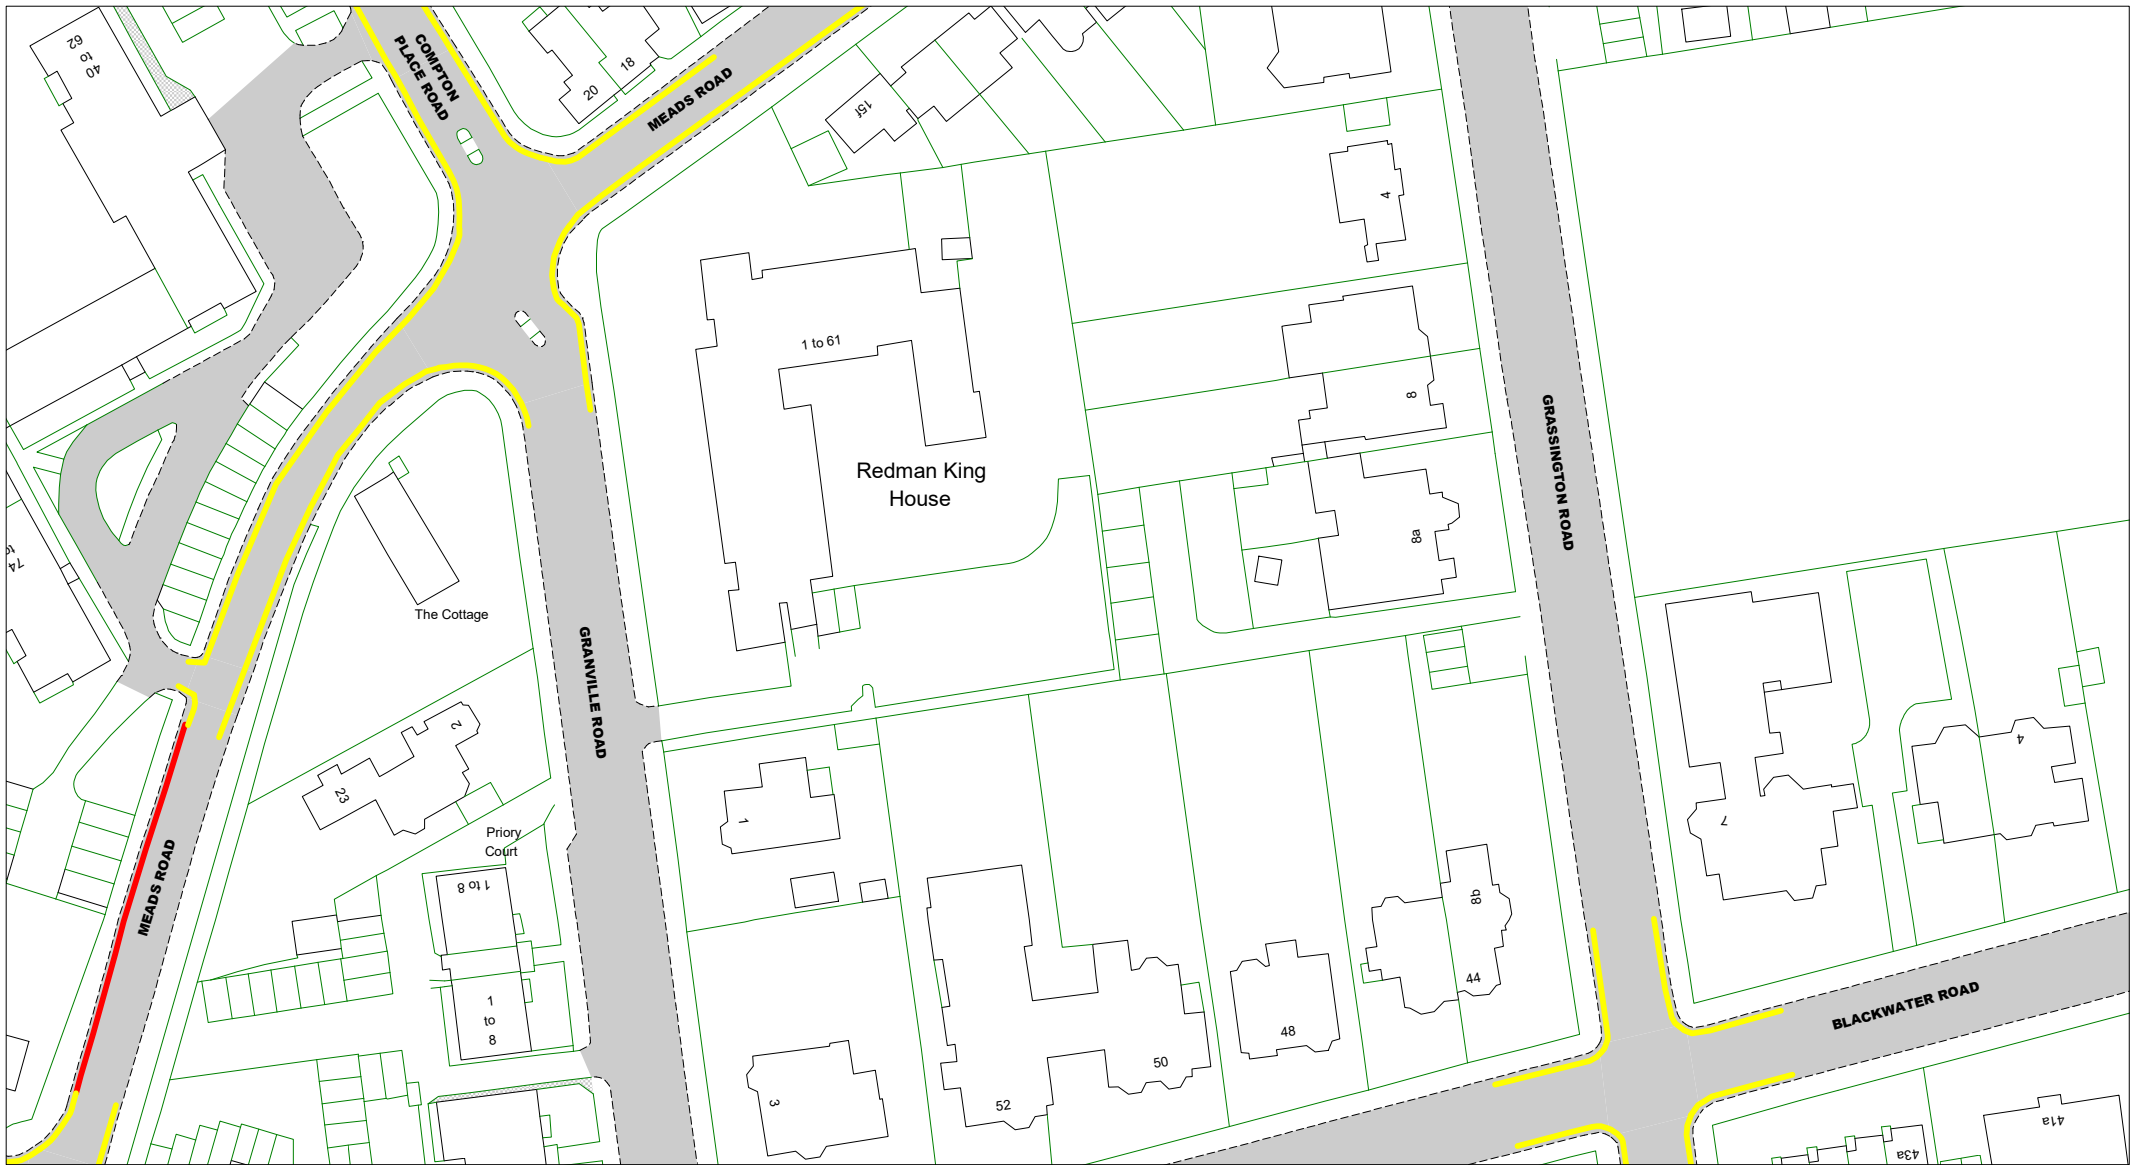 40
to
62
COMPTON
PLACE ROAD
20
18
MEADS ROAD
15f
4
1 to 61
Redman King
House
8
GRASSINGTON ROAD
8a
74
to
The Cottage
GRANVILLE ROAD
2
23
Priory
Court
1 to 8
1
to
8
MEADS ROAD
1
3
52
50
48
44
8b
7
4
BLACKWATER ROAD
43a
41a